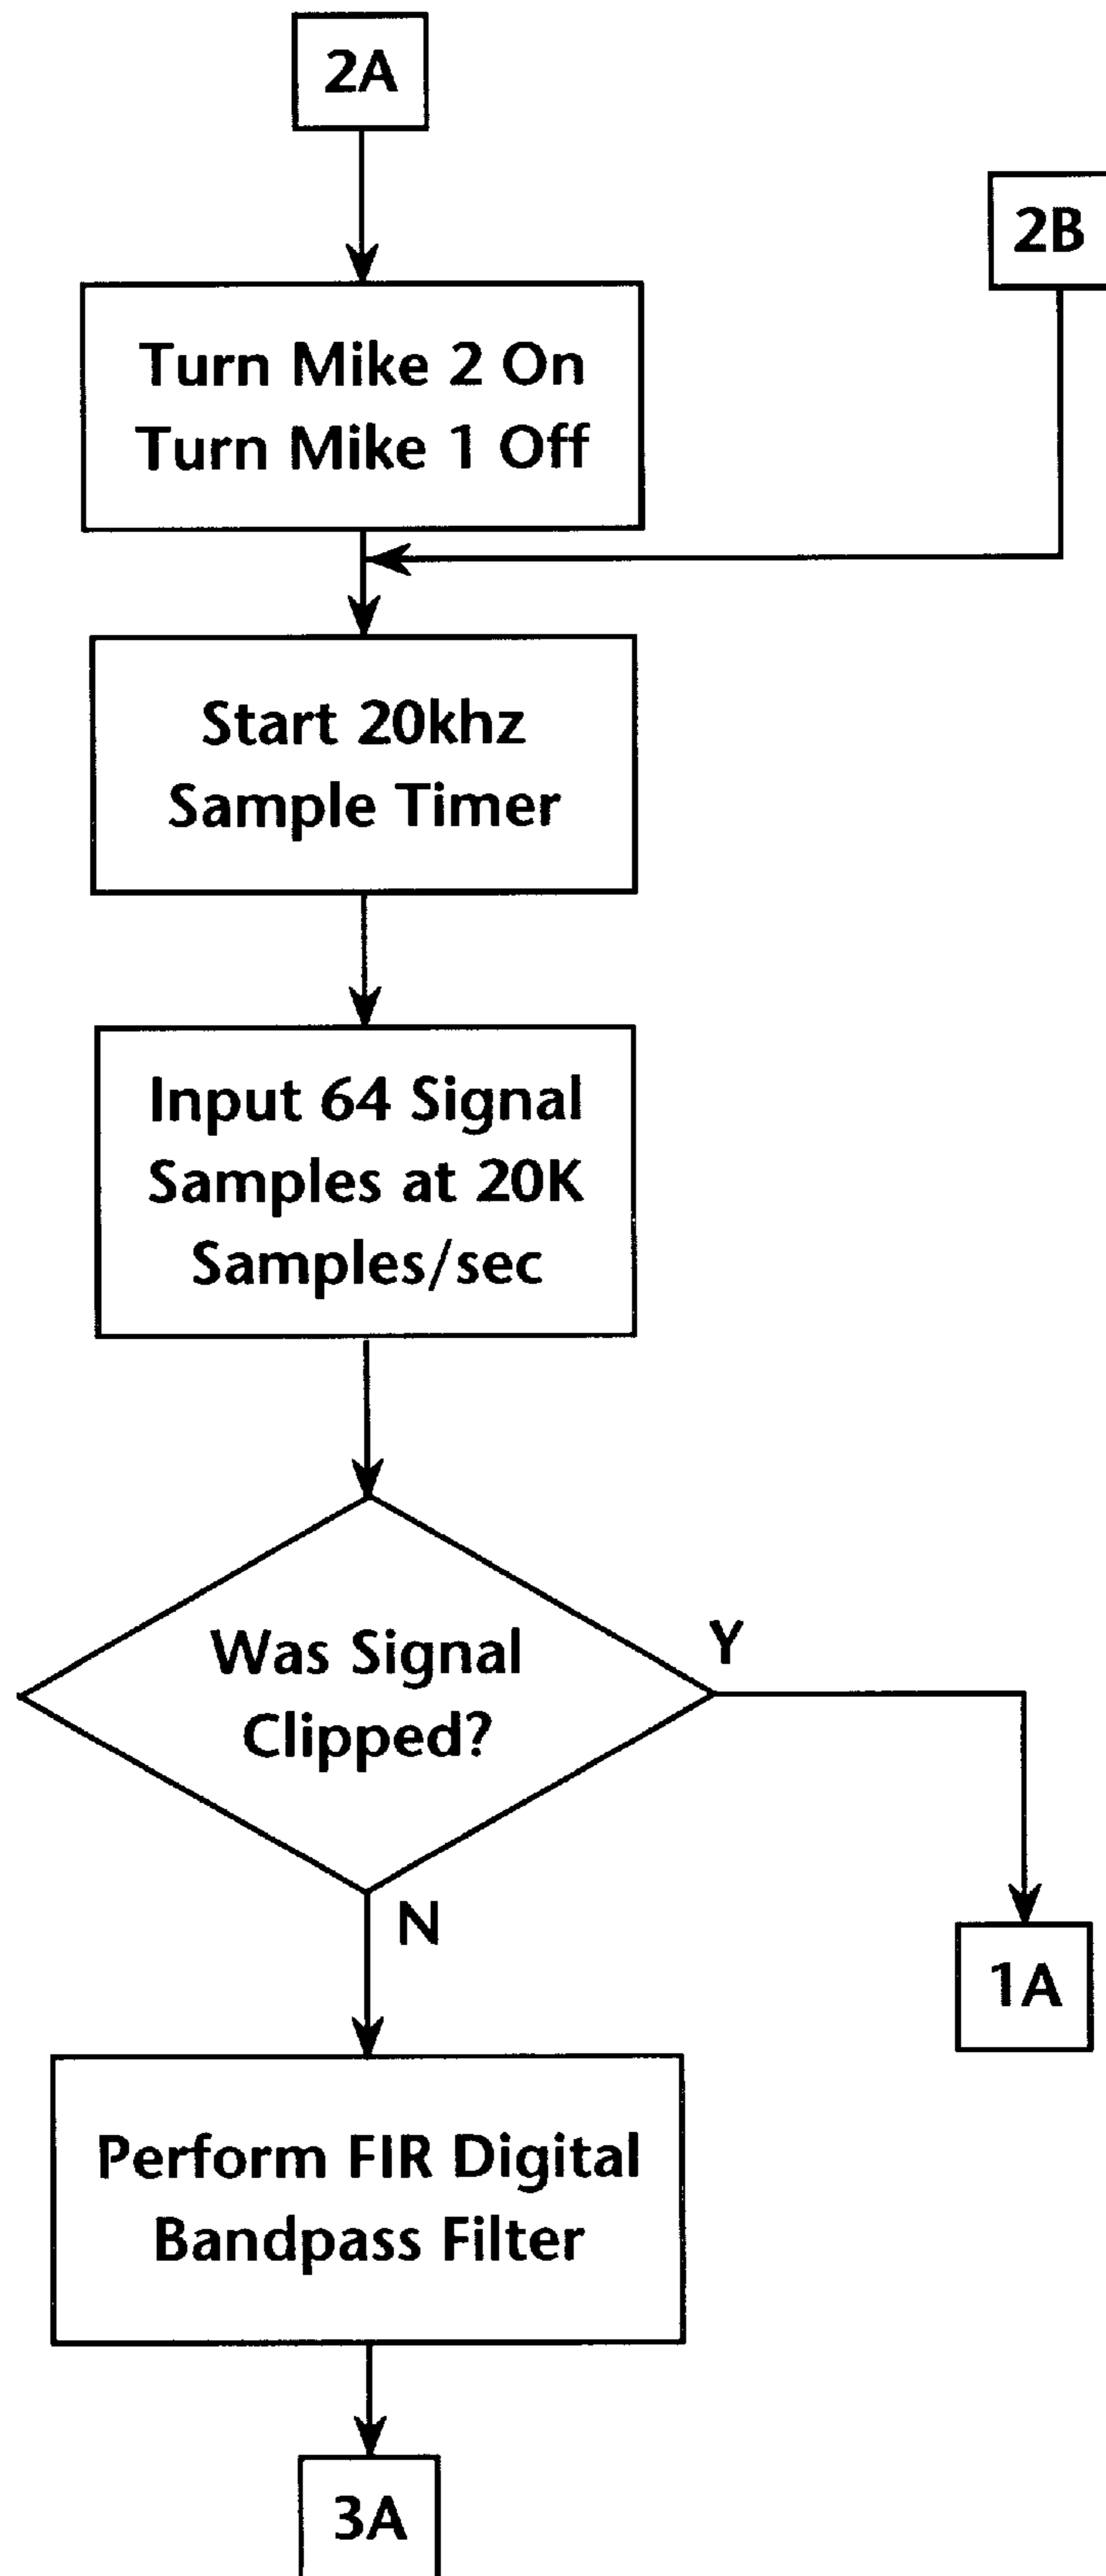 2A
2B
Turn Mike 2 On
Turn Mike 1 Off
Start 20khz
Sample Timer
Input 64 Signal
Samples at 20K
Samples/sec
Was Signal
Clipped?
Y
N
1A
Perform FIR Digital
Bandpass Filter
3A